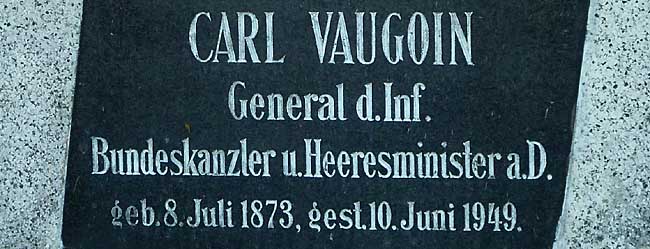 CARL VAUGOIN
General d.Inf.
Bundeskanzler u.Heeresminister a.D.
geb.8.Juli 1873, gest.10.Juni 1949.